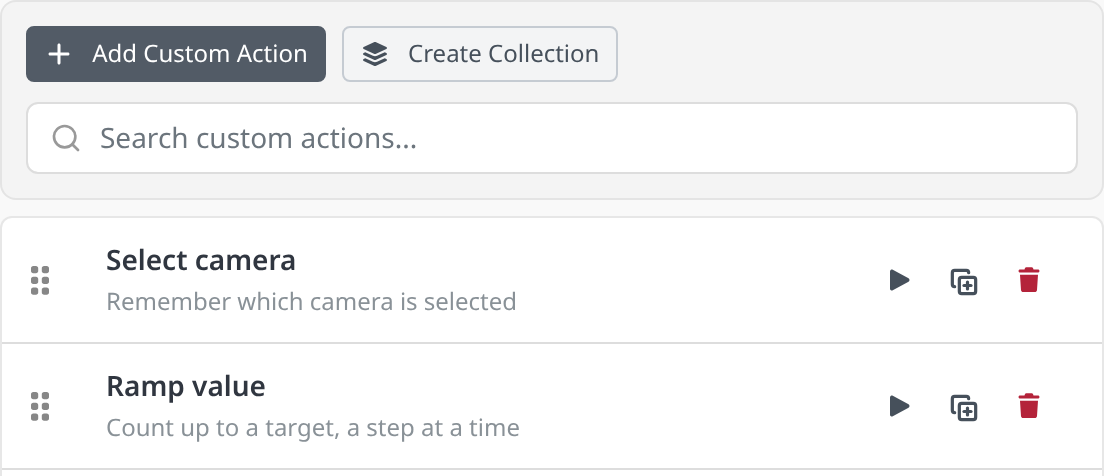 Add Custom Action
Create Collection
Search custom actions...
Select camera
Remember which camera is selected
Ramp value
Count up to a target, a step at a time